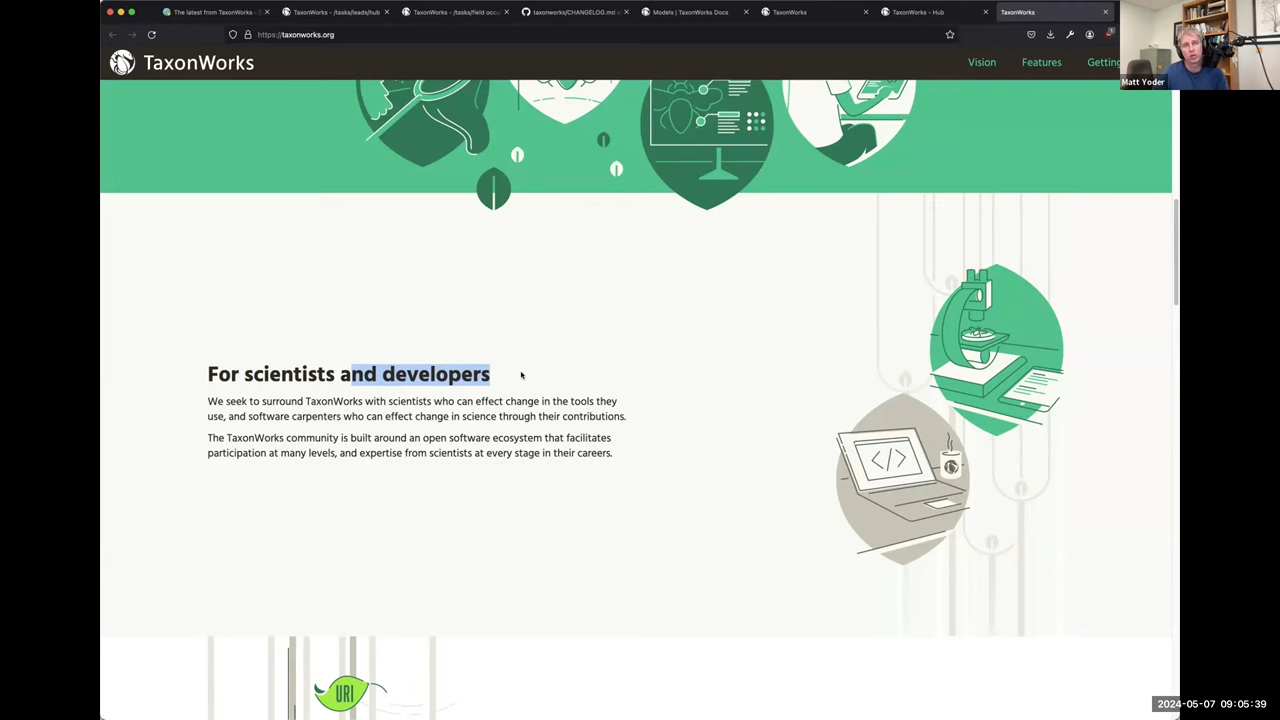 The latest from TaxonWorks -
TaxonWorks - /tasks/leads/hub
TaxonWorks - /tasks/field occu
taxonworks/CHANGELOG.md a
Models | TaxonWorks Docs
TaxonWorks
TaxonWorks - Hub
TaxonWorks
https://taxonworks.org
TaxonWorks
Vision
Features
Getting
Matt Yoder
For scientists and developers
We seek to surround TaxonWorks with scientists who can effect change in the tools they
use, and software carpenters who can effect change in science through their contributions.
The TaxonWorks community is built around an open software ecosystem that facilitates
participation at many levels, and expertise from scientists at every stage in their careers.
</>
URI
2024-05-07 09:05:39